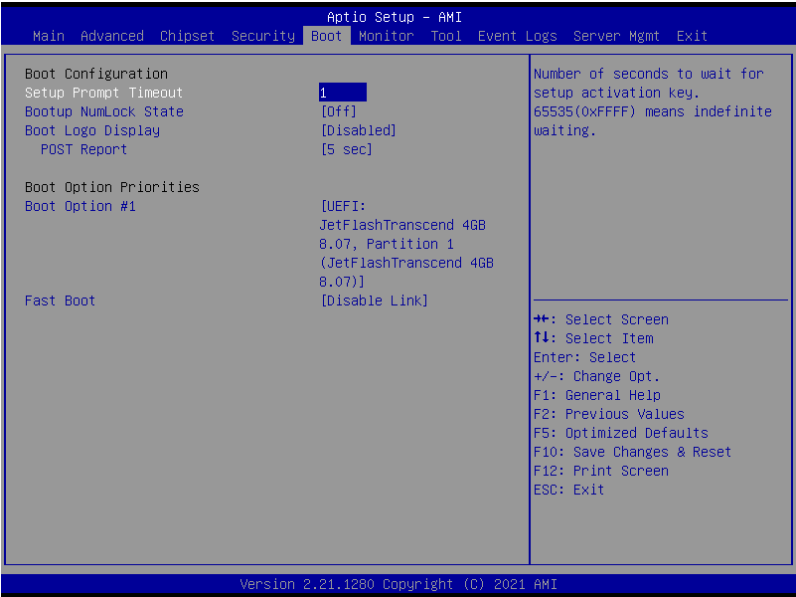 Aptio Setup – AMI
Main Advanced Chipset Security Boot Monitor Tool Event Logs Server Mgmt Exit
Boot Configuration
Setup Prompt Timeout 1
Bootup NumLock State [Off]
Boot Logo Display [Disabled]
POST Report [5 sec]
Boot Option Priorities
Boot Option #1 [UEFI:
JetFlashTranscend 4GB
8.07, Partition 1
(JetFlashTranscend 4GB
8.07)]
Fast Boot [Disable Link]
Number of seconds to wait for
setup activation key.
65535(0xFFFF) means indefinite
waiting.
→←: Select Screen
↑↓: Select Item
Enter: Select
+/-: Change Opt.
F1: General Help
F2: Previous Values
F5: Optimized Defaults
F10: Save Changes & Reset
F12: Print Screen
ESC: Exit
Version 2.21.1280 Copyright (C) 2021 AMI